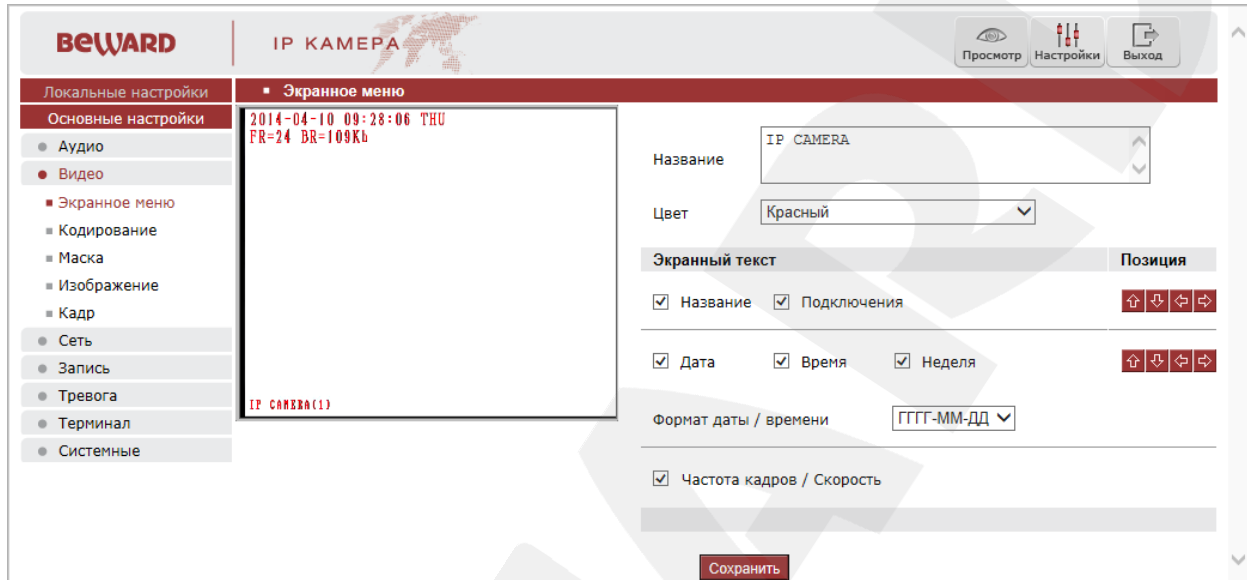 BEWARD
IP КАМЕРА
Просмотр
Настройки
Выход
Локальные настройки
Экранное меню
Основные настройки
Аудио
Видео
Экранное меню
Кодирование
Маска
Изображение
Кадр
Сеть
Запись
Тревога
Терминал
Системные
2014-04-10 09:28:06 THU
FR=24 BR=109Kb
IP CAMERA(1)
Название
IP CAMERA
Цвет
Красный
Экранный текст
Позиция
Название Подключения
Дата Время Неделя
Формат даты / времени
ГГГГ-ММ-ДД
Частота кадров / Скорость
Сохранить